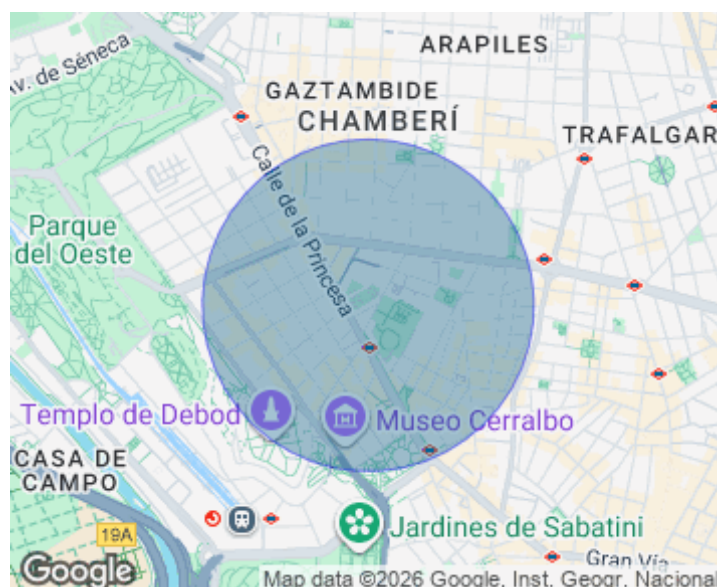 ARAPILES
Av. de Séneca
GAZTAMBIDE
CHAMBERÍ
TRAFALGAR
Calle de la Princesa
Parque
del Oeste
Templo de Debod
Museo Cerralbo
CASA DE
CAMPO
19A
Jardines de Sabatini
Gran Vía
Google
Map data ©2026 Google, Inst. Geogr. Nacional